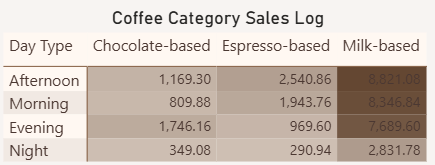 Coffee Category Sales Log
Day Type Chocolate-based Espresso-based Milk-based
Afternoon 1,169.30 2,540.86 8,821.08
Morning 809.88 1,943.76 8,346.84
Evening 1,746.16 969.60 7,689.60
Night 349.08 290.94 2,831.78